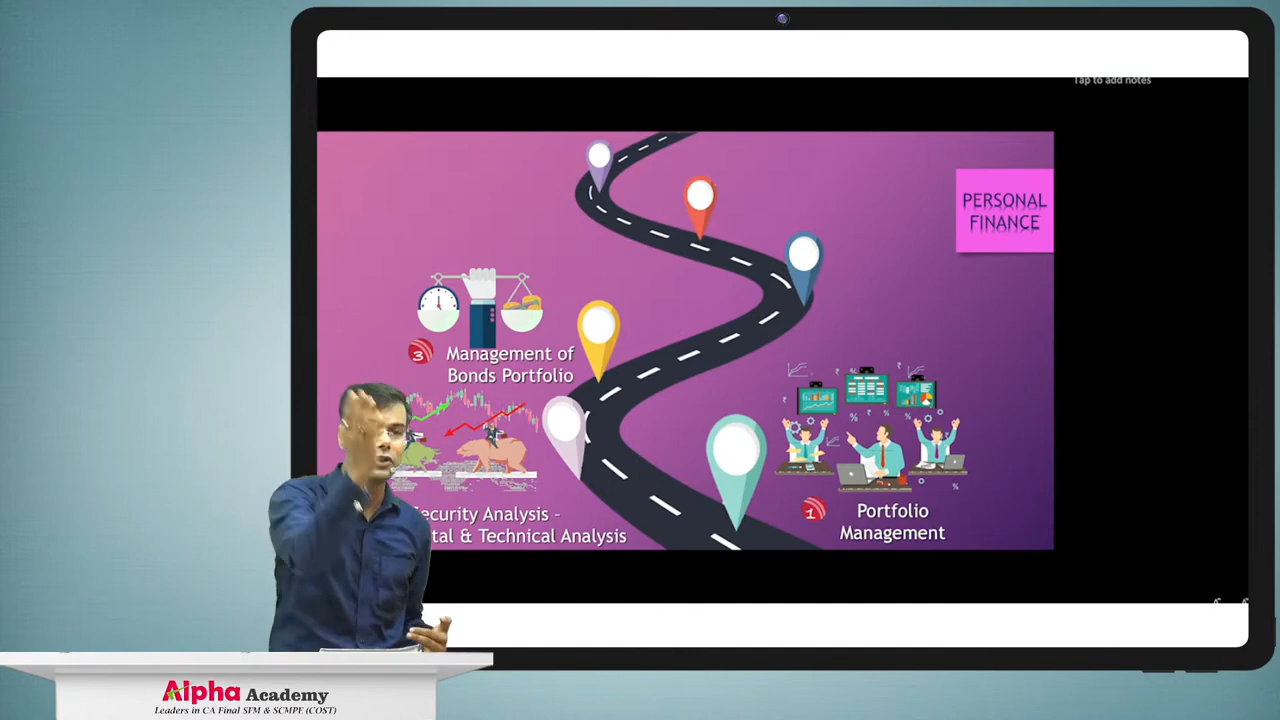 Tap to add notes
PERSONAL
FINANCE
3
Management of
Bonds Portfolio
Security Analysis –
& Technical Analysis
1
Portfolio
Management
Alpha Academy
Leaders in CA Final SFM & SCMPE (COST)